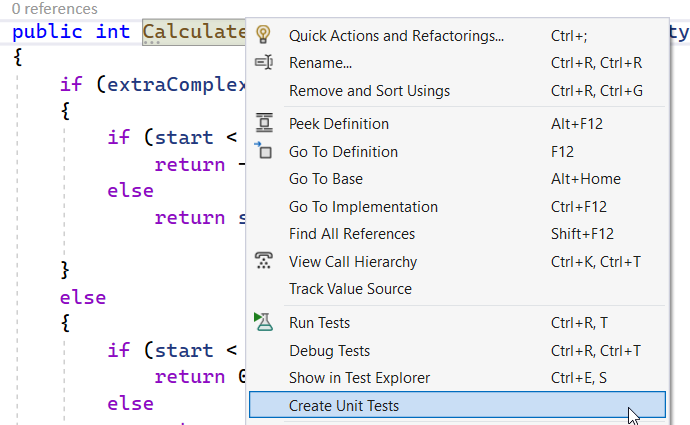 0 references
public int Calculate
ty
{
if (extraComplex
{
if (start <
return -
else
return s
}
else
{
if (start <
return 0
else
Quick Actions and Refactorings... Ctrl+;
Rename... Ctrl+R, Ctrl+R
Remove and Sort Usings Ctrl+R, Ctrl+G
Peek Definition Alt+F12
Go To Definition F12
Go To Base Alt+Home
Go To Implementation Ctrl+F12
Find All References Shift+F12
View Call Hierarchy Ctrl+K, Ctrl+T
Track Value Source
Run Tests Ctrl+R, T
Debug Tests Ctrl+R, Ctrl+T
Show in Test Explorer Ctrl+E, S
Create Unit Tests